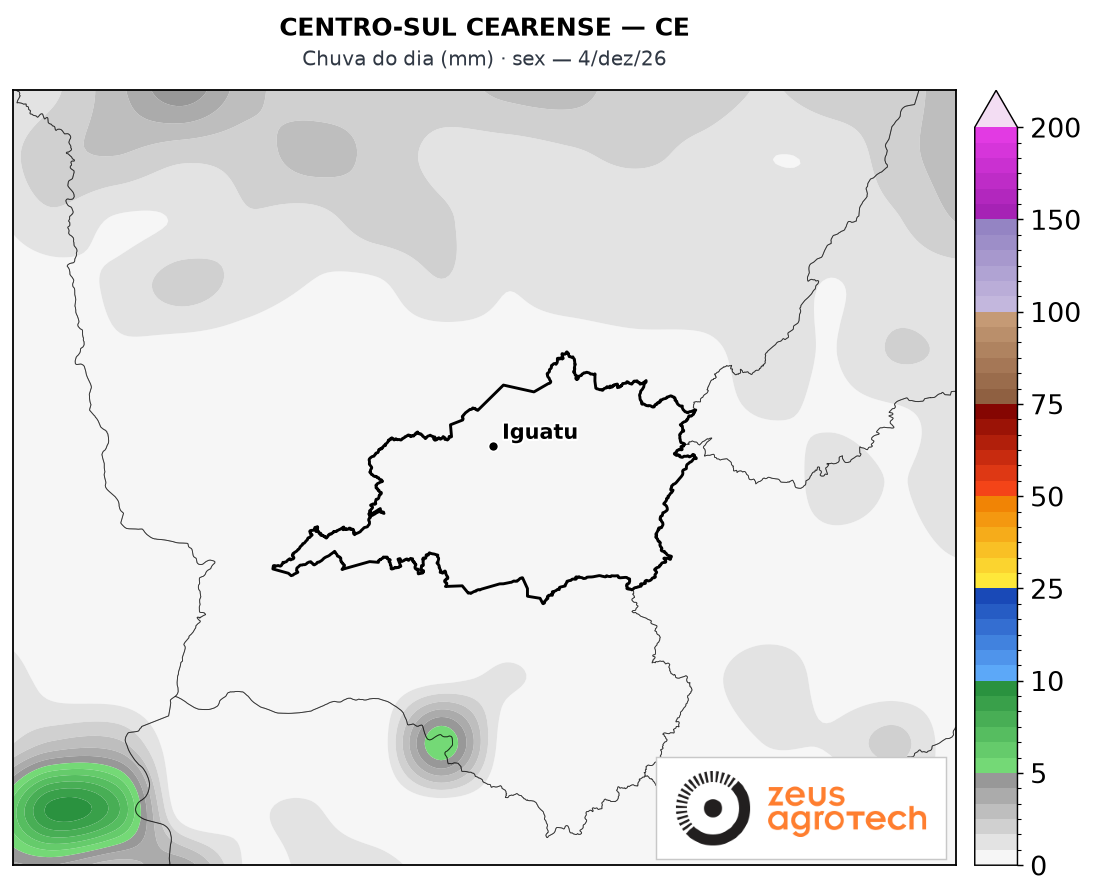 CENTRO-SUL CEARENSE — CE
Chuva do dia (mm) · sex — 4/dez/26
200
150
100
75
50
25
10
5
0
Iguatu
zeus
agrotech